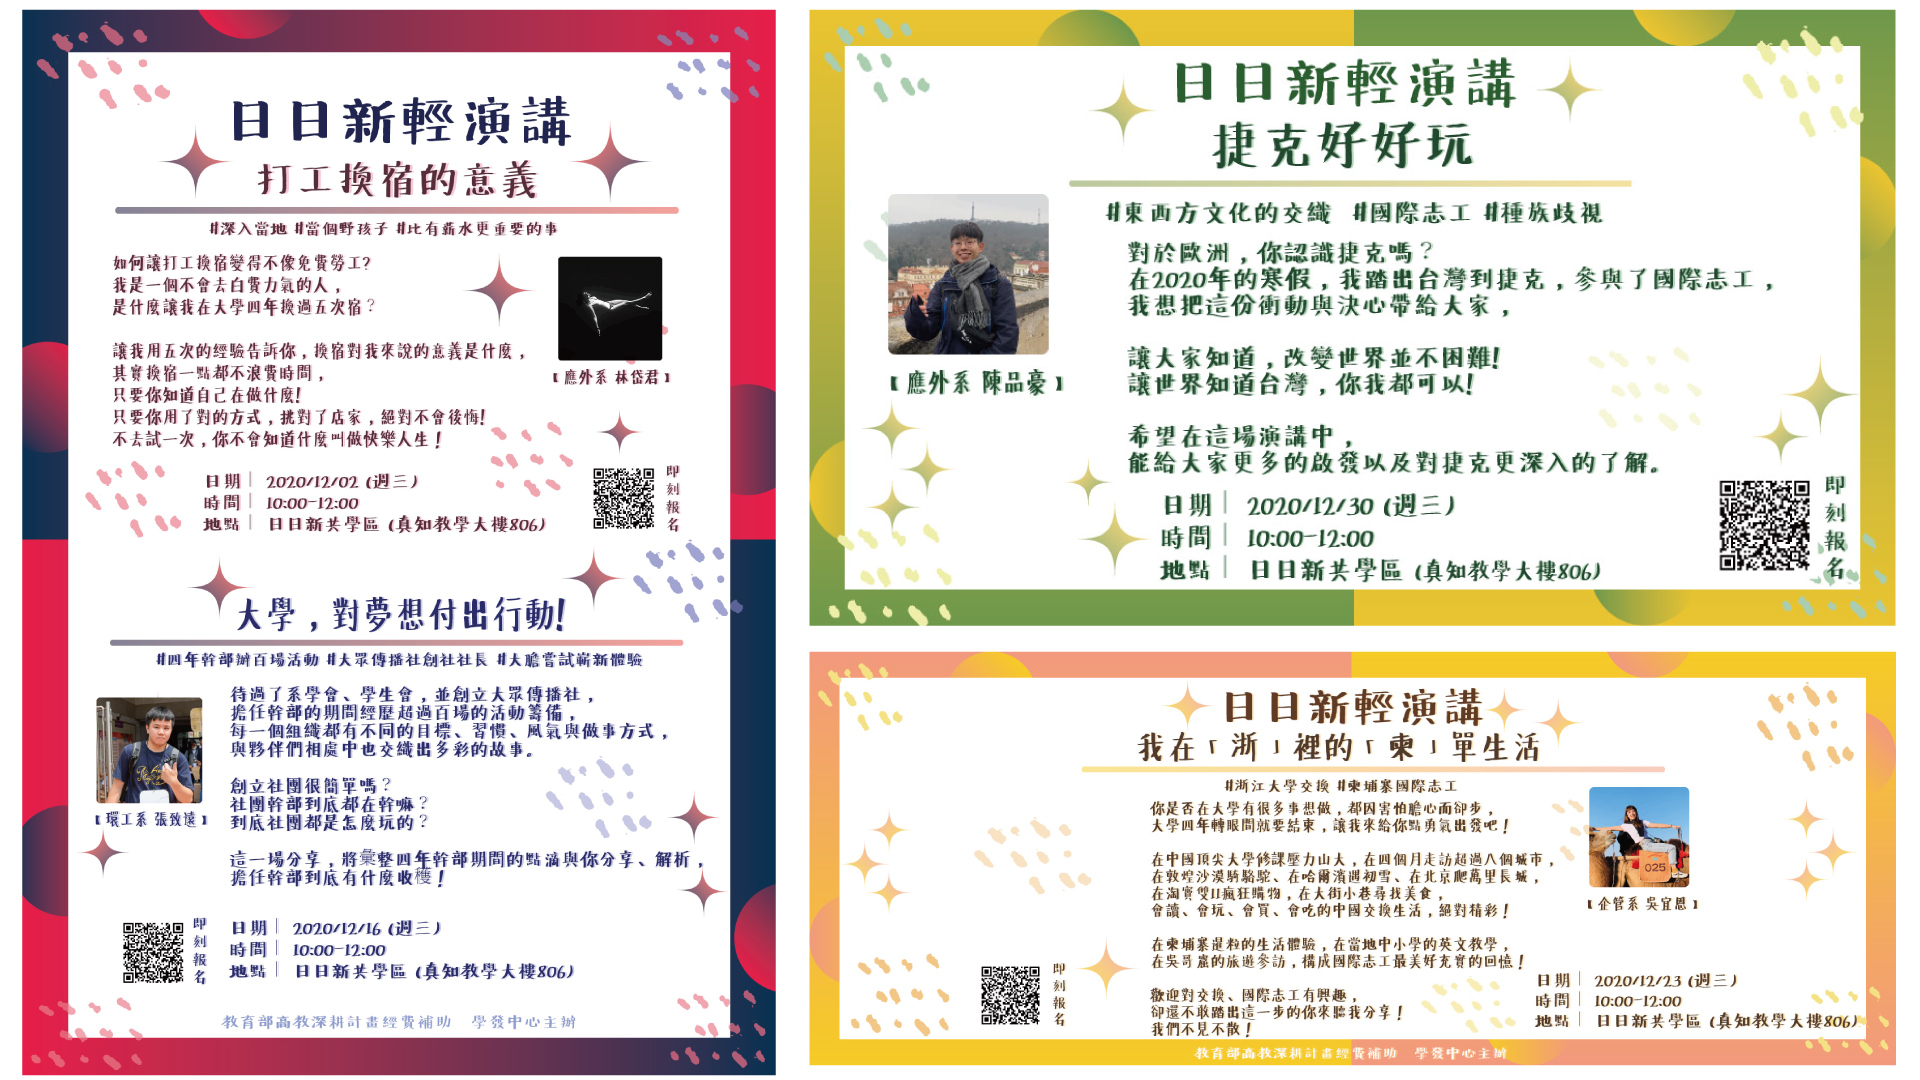 日日新輕演講
打工換宿的意義
#深入當地 #當個野孩子 #比有薪水更重要的事
如何讓打工換宿變得不像免費勞工?
我是一個不會去白費力氣的人，
是什麼讓我在大學四年換過五次宿？
讓我用五次的經驗告訴你，換宿對我來說的意義是什麼，
其實換宿一點都不浪費時間，
只要你知道自己在做什麼!
只要你用了對的方式，挑對了店家，絕對不會後悔!
不去試一次，你不會知道什麼叫做快樂人生！
【應外系 林岱君】
日期｜ 2020/12/02 (週三)
時間｜ 10:00-12:00
地點｜ 日日新共學區 (真知教學大樓806)
即刻報名
大學，對夢想付出行動!
#四年幹部辦百場活動 #大眾傳播社創社社長 #大膽嘗試嶄新體驗
待過了系學會、學生會，並創立大眾傳播社，
擔任幹部的期間經歷超過百場的活動籌備，
每一個組織都有不同的目標、習慣、風氣與做事方式，
與夥伴們相處中也交織出多彩的故事。
創立社團很簡單嗎？
社團幹部到底都在幹嘛？
到底社團都是怎麼玩的？
這一場分享，將彙整四年幹部期間的點滴與你分享、解析，
擔任幹部到底有什麼收穫！
【環工系 張致遠】
日期｜ 2020/12/16 (週三)
時間｜ 10:00-12:00
地點｜ 日日新共學區 (真知教學大樓806)
即刻報名
教育部高教深耕計畫經費補助 學發中心主辦
日日新輕演講
捷克好好玩
#東西方文化的交織 #國際志工 #種族歧視
對於歐洲，你認識捷克嗎？
在2020年的寒假，我踏出台灣到捷克，參與了國際志工，
我想把這份衝動與決心帶給大家，
讓大家知道，改變世界並不困難!
讓世界知道台灣，你我都可以!
希望在這場演講中，
能給大家更多的啟發以及對捷克更深入的了解。
【應外系 陳品豪】
日期｜ 2020/12/30 (週三)
時間｜ 10:00-12:00
地點｜ 日日新共學區 (真知教學大樓806)
即刻報名
日日新輕演講
我在「浙」裡的「柬」單生活
#浙江大學交換 #柬埔寨國際志工
你是否在大學有很多事想做，都因害怕膽心而卻步，
大學四年轉眼間就要結束，讓我來給你點勇氣出發吧！
在中國頂尖大學修課壓力山大，在四個月走訪超過八個城市，
在敦煌沙漠騎駱駝、在哈爾濱遇初雪、在北京爬萬里長城，
在淘寶雙11瘋狂購物，在大街小巷尋找美食，
會讀、會玩、會買、會吃的中國交換生活，絕對精彩！
在柬埔寨暹粒的生活體驗，在當地中小學的英文教學，
在吳哥窟的旅遊參訪，構成國際志工最美好充實的回憶！
歡迎對交換、國際志工有興趣，
卻還不敢踏出這一步的你來聽我分享！
我們不見不散！
025
【企管系 吳宜恩】
日期｜ 2020/12/23 (週三)
時間｜ 10:00-12:00
地點｜ 日日新共學區 (真知教學大樓806)
即刻報名
教育部高教深耕計畫經費補助 學發中心主辦